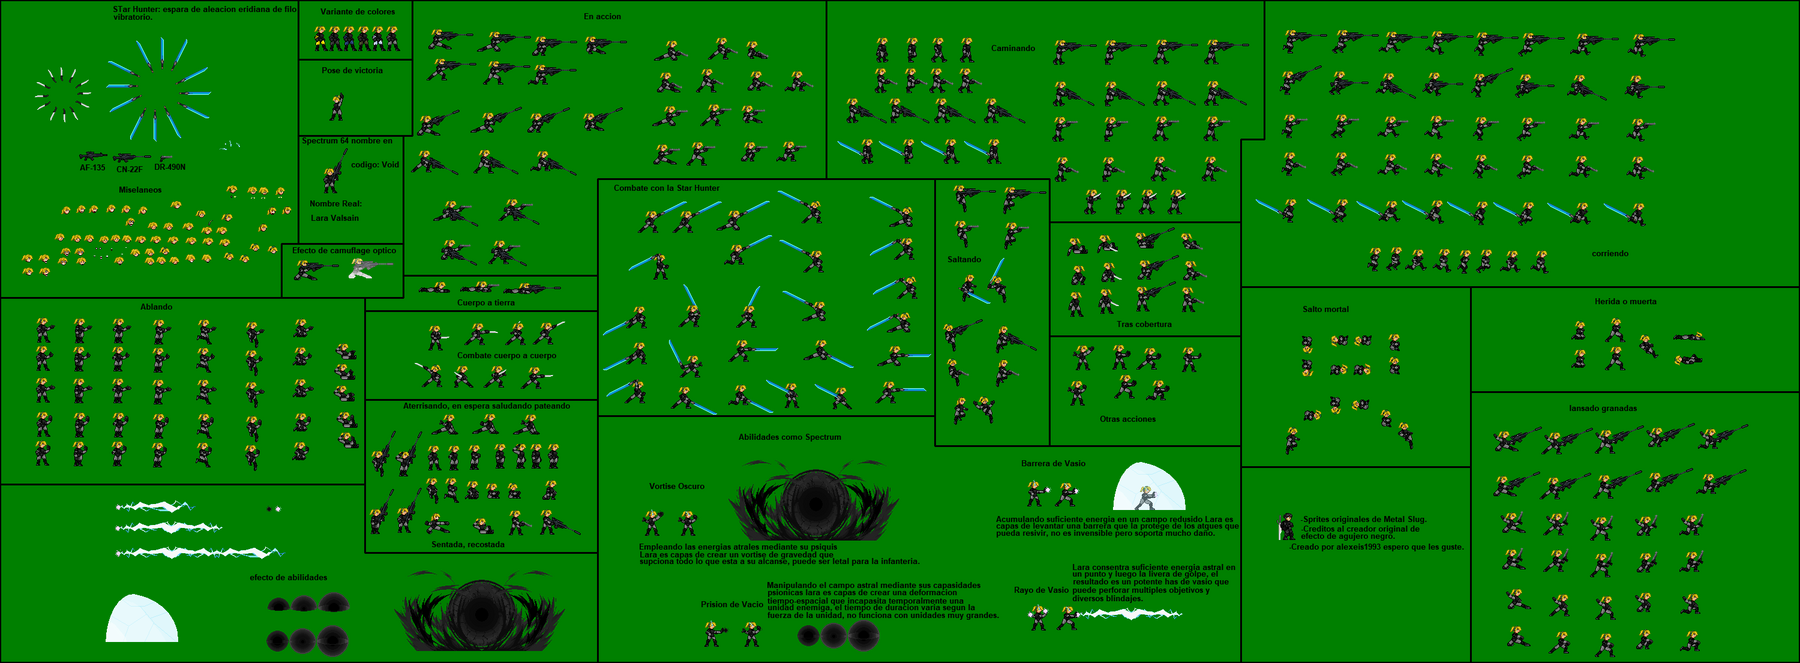 STar Hunter: espara de aleacion eridiana de filo
vibratorio.
AF-135
CN-22F
DR-490N
Miselaneos
Variante de colores
Pose de victoria
Spectrum 64 nombre en
codigo: Void
Nombre Real:
Lara Valsain
Efecto de camuflage optico
En accion
Caminando
corriendo
Combate con la Star Hunter
Saltando
Tras cobertura
Otras acciones
Cuerpo a tierra
Combate cuerpo a cuerpo
Aterrisando, en espera saludando pateando
Sentada, recostada
Ablando
efecto de abilidades
Abilidades como Spectrum
Vortise Oscuro
Empleando las energias atrales mediante su psiquis
Lara es capas de crear un vortise de gravedad que
supciona todo lo que esta a su alcanse, puede ser letal para la infanteria.
Prision de Vacio
Manipulando el campo astral mediante sus capasidades
psionicas lara es capas de crear una deformacion
tiempo-espacial que incapasita temporalmente una
unidad enemiga, el tiempo de duracion varia segun la
fuerza de la unidad, no funciona con unidades muy grandes.
Barrera de Vasio
Acumulando suficiente energia en un campo redusido Lara es
capas de levantar una barrera que la protege de los atques que
pueda resivir, no es invensible pero soporta mucho daño.
Rayo de Vasio
Lara consentra suficiente energia astral en
un punto y luego la livera de golpe, el
resultado es un potente has de vasio que
puede perforar multiples objetivos y
diversos blindajes.
Salto mortal
Herida o muerta
lansado granadas
.Sprites originales de Metal Slug.
.Creditos al creador original de
efecto de agujero negro.
.Creado por alexeis1993 espero que les gusto.